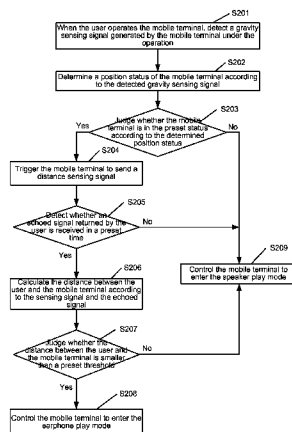 S201
When the user operates the mobile terminal, detect a gravity
sensing signal generated by the mobile terminal under the
operation
S202
Determine a position status of the mobile terminal according
to the detected gravity sensing signal
S203
Judge whether the mobile
terminal is in the preset status
according to the determined
position status
Yes
No
S204
Trigger the mobile terminal to send a
distance sensing signal
S205
Detect whether an
echoed signal returned by the
user is received in a preset
time
No
Yes
S206
Calculate the distance between the
user and the mobile terminal according
to the sensing signal and the echoed
signal
S209
Control the mobile terminal to
enter the speaker play mode
S207
Judge whether the
distance between the user and
the mobile terminal is smaller
than a preset threshold
No
Yes
S208
Control the mobile terminal to enter the
earphone play mode